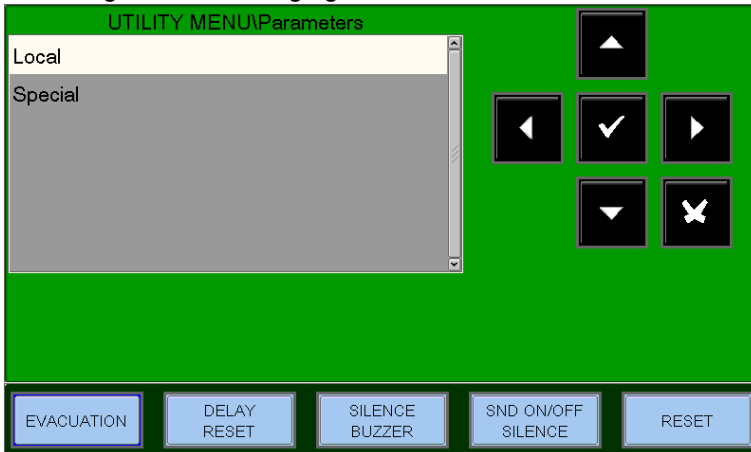 UTILITY MENU\Parameters
Local
Special
EVACUATION
DELAY
RESET
SILENCE
BUZZER
SND ON/OFF
SILENCE
RESET